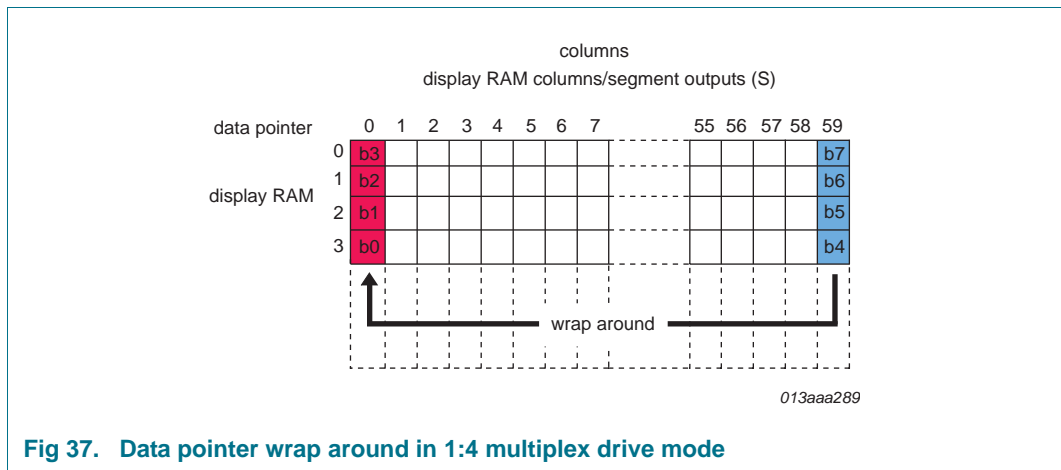 columns
display RAM columns/segment outputs (S)
data pointer 0 1 2 3 4 5 6 7 55 56 57 58 59
0 b3 b7
display RAM
1 b2 b6
2 b1 b5
3 b0 b4
wrap around
013aaa289
Fig 37. Data pointer wrap around in 1:4 multiplex drive mode